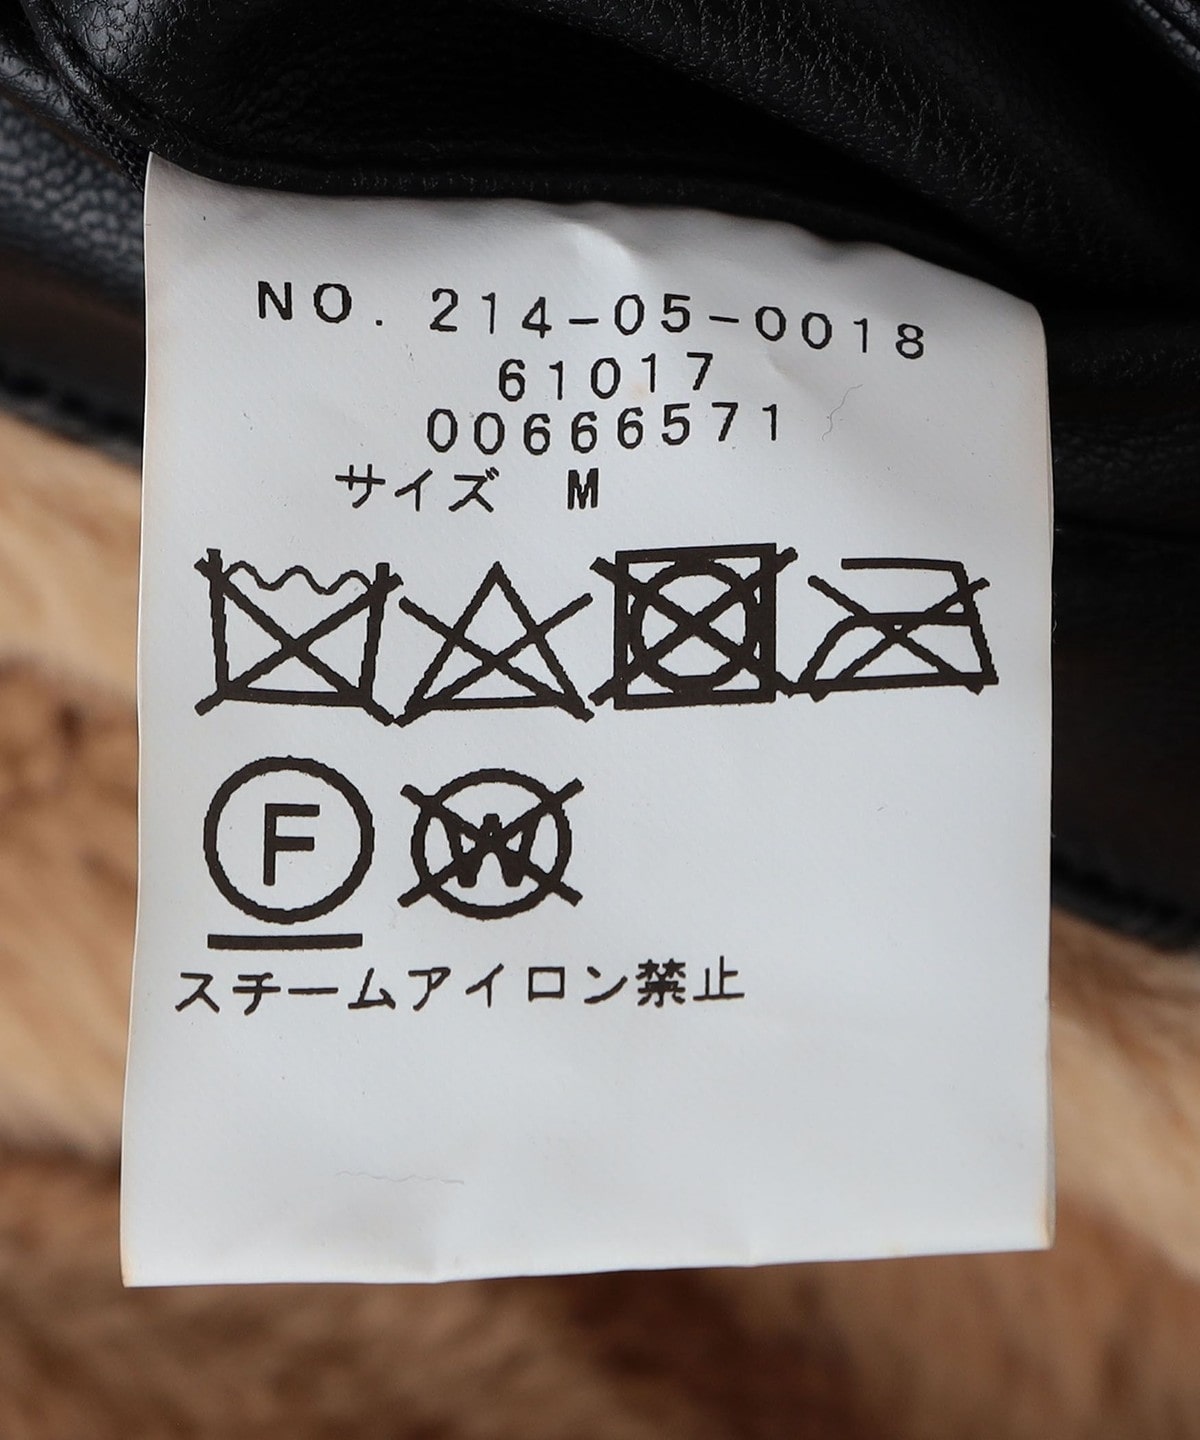 NO. 214-05-0018
61017
00666571
サイズ M
F W
スチームアイロン禁止